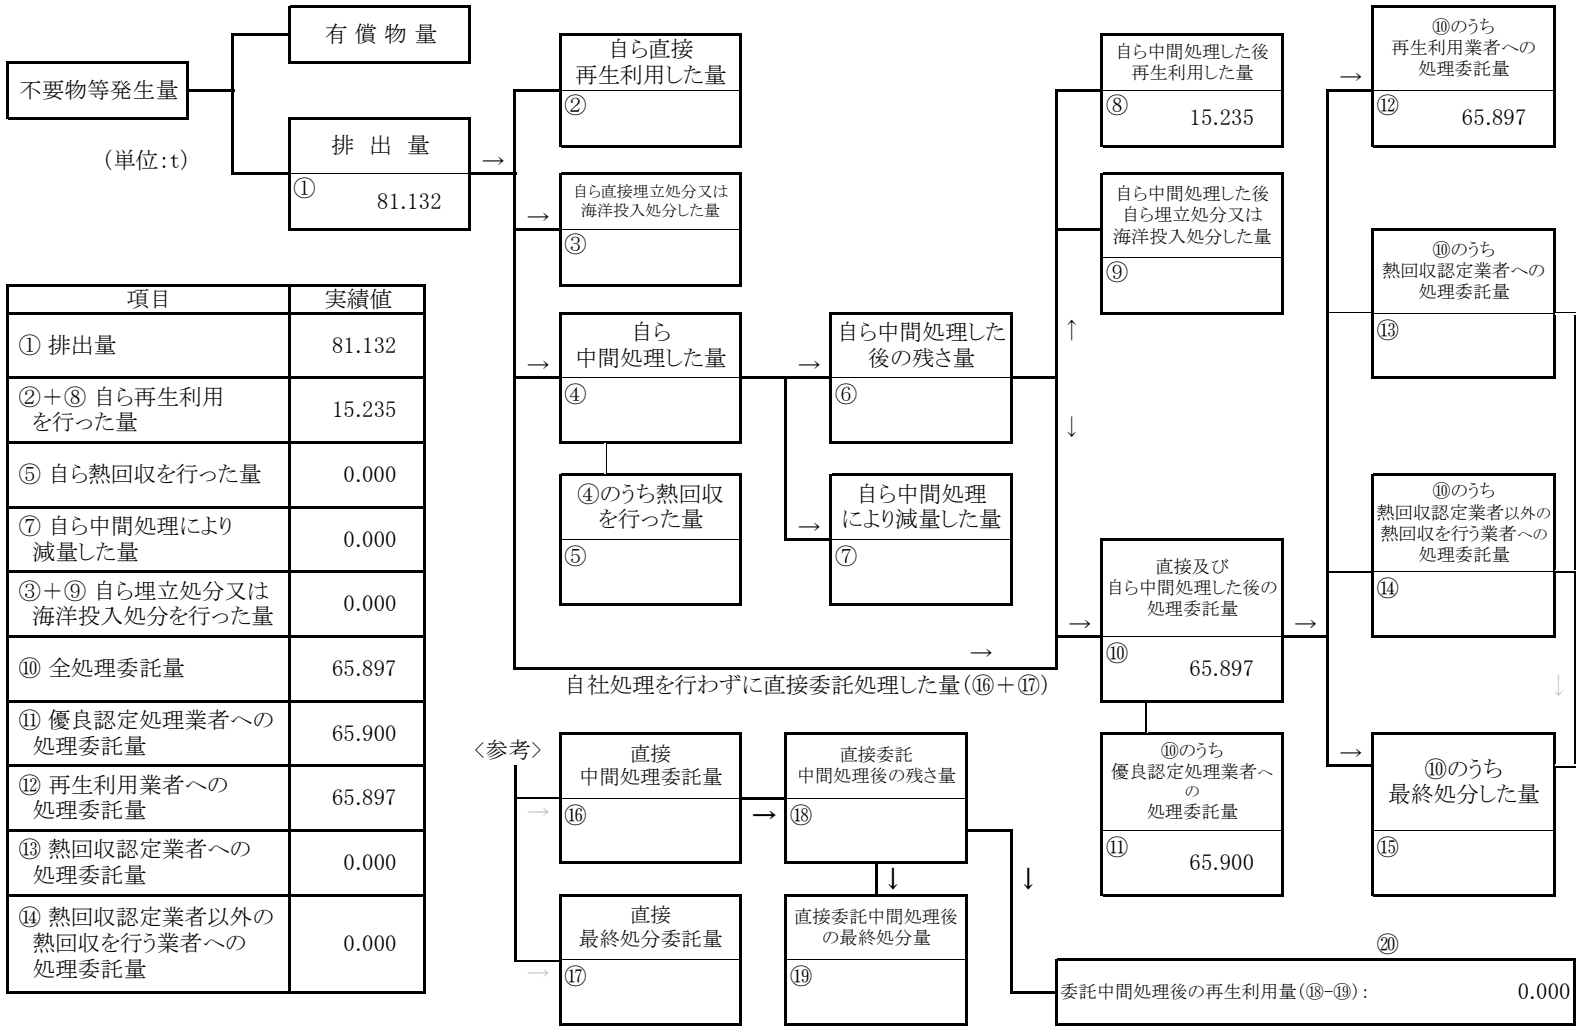 有 償 物 量
不要物等発生量
(単位:t)
排 出 量
→
①
81.132
自ら直接
再生利用した量
②
自ら直接埋立処分又は
海洋投入処分した量
→
③
自ら
中間処理した量
→
④
④のうち熱回収
を行った量
⑤
自ら中間処理した
後の残さ量
→
⑥
自ら中間処理
により減量した量
→
⑦
自ら中間処理した後
再生利用した量
⑧
15.235
自ら中間処理した後
自ら埋立処分又は
海洋投入処分した量
⑨
↑
↓
直接及び
自ら中間処理した後の
処理委託量
→
→
⑩
65.897
→
自社処理を行わずに直接委託処理した量(⑯+⑰)
⑩のうち
優良認定処理業者へ
の
処理委託量
⑪
65.900
⑩のうち
再生利用業者への
処理委託量
→
⑫
65.897
⑩のうち
熱回収認定業者への
処理委託量
⑬
⑩のうち
熱回収認定業者以外の
熱回収を行う業者への
処理委託量
⑭
↓
⑩のうち
最終処分した量
→
⑮
項目 実績値
① 排出量 81.132
②+⑧ 自ら再生利用
を行った量 15.235
⑤ 自ら熱回収を行った量 0.000
⑦ 自ら中間処理により
減量した量 0.000
③+⑨ 自ら埋立処分又は
海洋投入処分を行った量 0.000
⑩ 全処理委託量 65.897
⑪ 優良認定処理業者への
処理委託量 65.900
⑫ 再生利用業者への
処理委託量 65.897
⑬ 熱回収認定業者への
処理委託量 0.000
⑭ 熱回収認定業者以外の
熱回収を行う業者への
処理委託量 0.000
<参考>
直接
中間処理委託量
→
⑯
直接
最終処分委託量
→
⑰
直接委託
中間処理後の残さ量
→
⑱
↓
↓
直接委託中間処理後
の最終処分量
⑲
⑳
委託中間処理後の再生利用量(⑱-⑲): 0.000